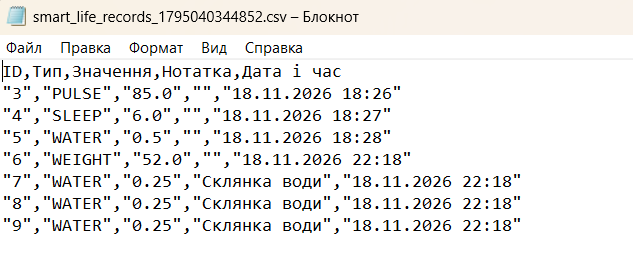 smart_life_records_1795040344852.csv – Блокнот
Файл Правка Формат Вид Справка
ID,Тип,Значення,Нотатка,Дата і час
"3","PULSE","85.0","","18.11.2026 18:26"
"4","SLEEP","6.0","","18.11.2026 18:27"
"5","WATER","0.5","","18.11.2026 18:28"
"6","WEIGHT","52.0","","18.11.2026 22:18"
"7","WATER","0.25","Склянка води","18.11.2026 22:18"
"8","WATER","0.25","Склянка води","18.11.2026 22:18"
"9","WATER","0.25","Склянка води","18.11.2026 22:18"